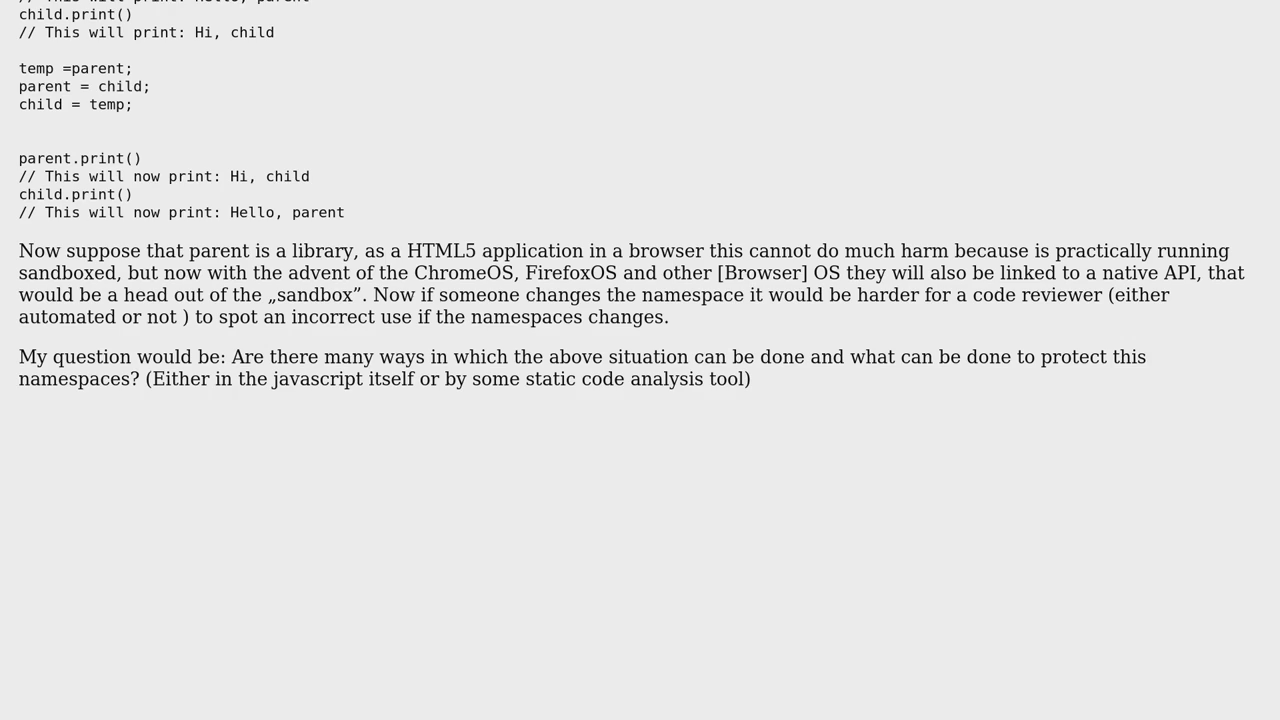 // This will print: Hello, parent
child.print()
// This will print: Hi, child
temp =parent;
parent = child;
child = temp;
parent.print()
// This will now print: Hi, child
child.print()
// This will now print: Hello, parent
Now suppose that parent is a library, as a HTML5 application in a browser this cannot do much harm because is practically running
sandboxed, but now with the advent of the ChromeOS, FirefoxOS and other [Browser] OS they will also be linked to a native API, that
would be a head out of the „sandbox”. Now if someone changes the namespace it would be harder for a code reviewer (either
automated or not ) to spot an incorrect use if the namespaces changes.
My question would be: Are there many ways in which the above situation can be done and what can be done to protect this
namespaces? (Either in the javascript itself or by some static code analysis tool)